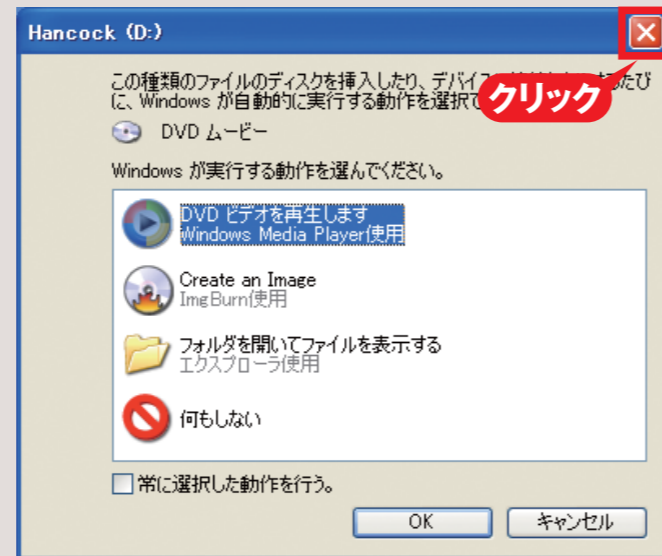 Hancock (D:)
この種類のファイルのディスクを挿入したり、デバイス
たび
に、Windows が自動的に実行する動作を選択で
クリック
DVD ムービー
Windows が実行する動作を選んでください。
DVD ビデオを再生します
Windows Media Player使用
Create an Image
ImgBurn使用
フォルダを開いてファイルを表示する
エクスプローラ使用
何もしない
常に選択した動作を行う。
OK
キャンセル